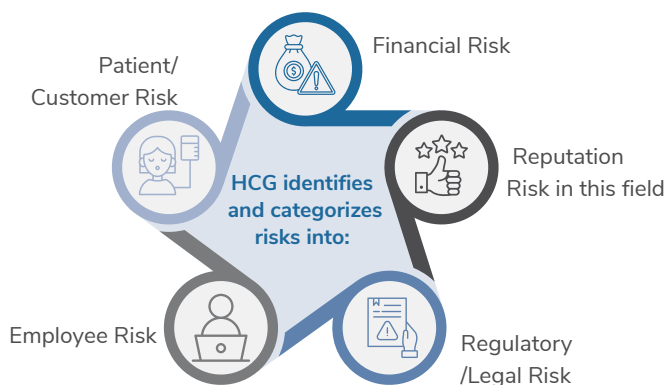 Financial Risk
Patient/
Customer Risk
Reputation
Risk in this field
HCG identifies
and categorizes
risks into:
Employee Risk
Regulatory
/Legal Risk